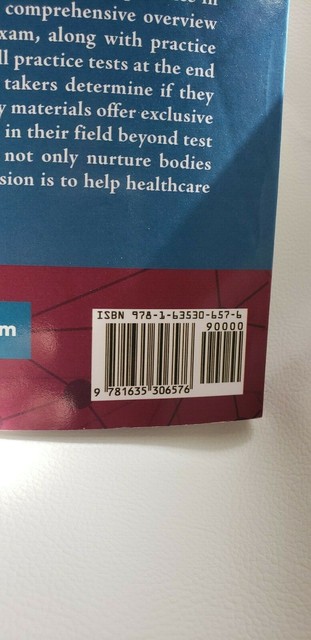 comprehensive overview
xam, along with practice
ll practice tests at the end
takers determine if they
y materials offer exclusive
in their field beyond test
not only nurture bodies
sion is to help healthcare
m
ISBN 978-1-63530-657-6
90000
9 781635 306576